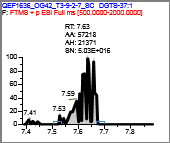 QEF1636_OG42_T3-9-2-7_SC DGT8-37:1
F: FTMS + p ESI Full ms [500.0000-2000.0000]
RT: 7.63
AA: 57218
AH: 21371
SN: 5.03E+016
100
80
60
40
20
0
7.41
7.53
7.59
7.4
7.5
7.6
7.7
7.8